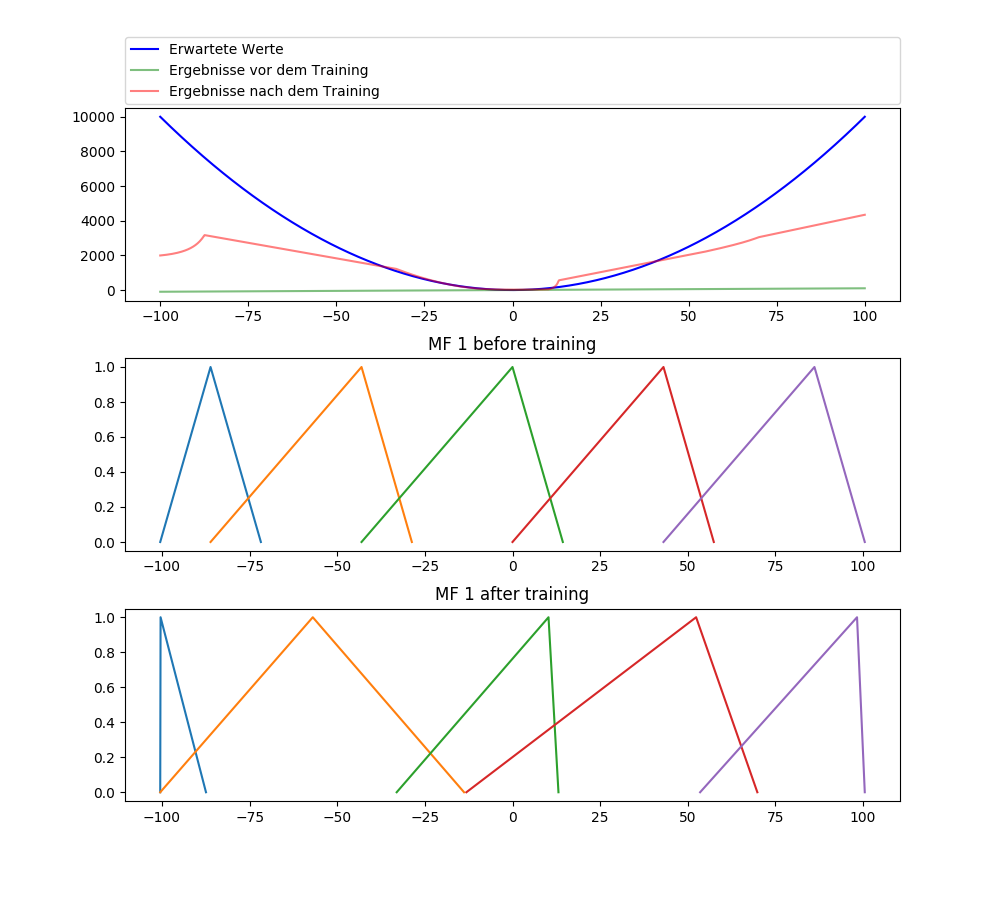 Erwartete Werte
Ergebnisse vor dem Training
Ergebnisse nach dem Training
10000
8000
6000
4000
2000
0
−100 −75 −50 −25 0 25 50 75 100
MF 1 before training
1.0
0.8
0.6
0.4
0.2
0.0
−100 −75 −50 −25 0 25 50 75 100
MF 1 after training
1.0
0.8
0.6
0.4
0.2
0.0
−100 −75 −50 −25 0 25 50 75 100